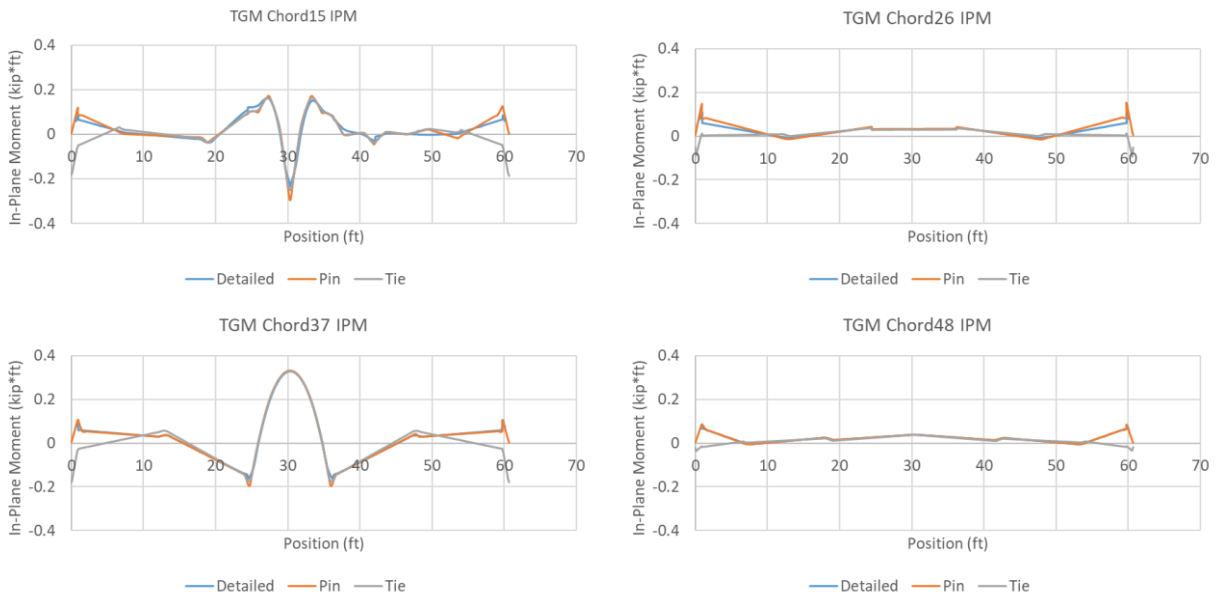 TGM Chord15 IPM
In-Plane Moment (kip*ft)
0.4
0.2
0
-0.2
-0.4
0 10 20 30 40 50 60 70
Position (ft)
Detailed Pin Tie
TGM Chord26 IPM
In-Plane Moment (kip*ft)
0.4
0.2
0
-0.2
-0.4
0 10 20 30 40 50 60 70
Position (ft)
Detailed Pin Tie
TGM Chord37 IPM
In-Plane Moment (kip*ft)
0.4
0.2
0
-0.2
-0.4
0 10 20 30 40 50 60 70
Position (ft)
Detailed Pin Tie
TGM Chord48 IPM
In-Plane Moment (kip*ft)
0.4
0.2
0
-0.2
-0.4
0 10 20 30 40 50 60 70
Position (ft)
Detailed Pin Tie